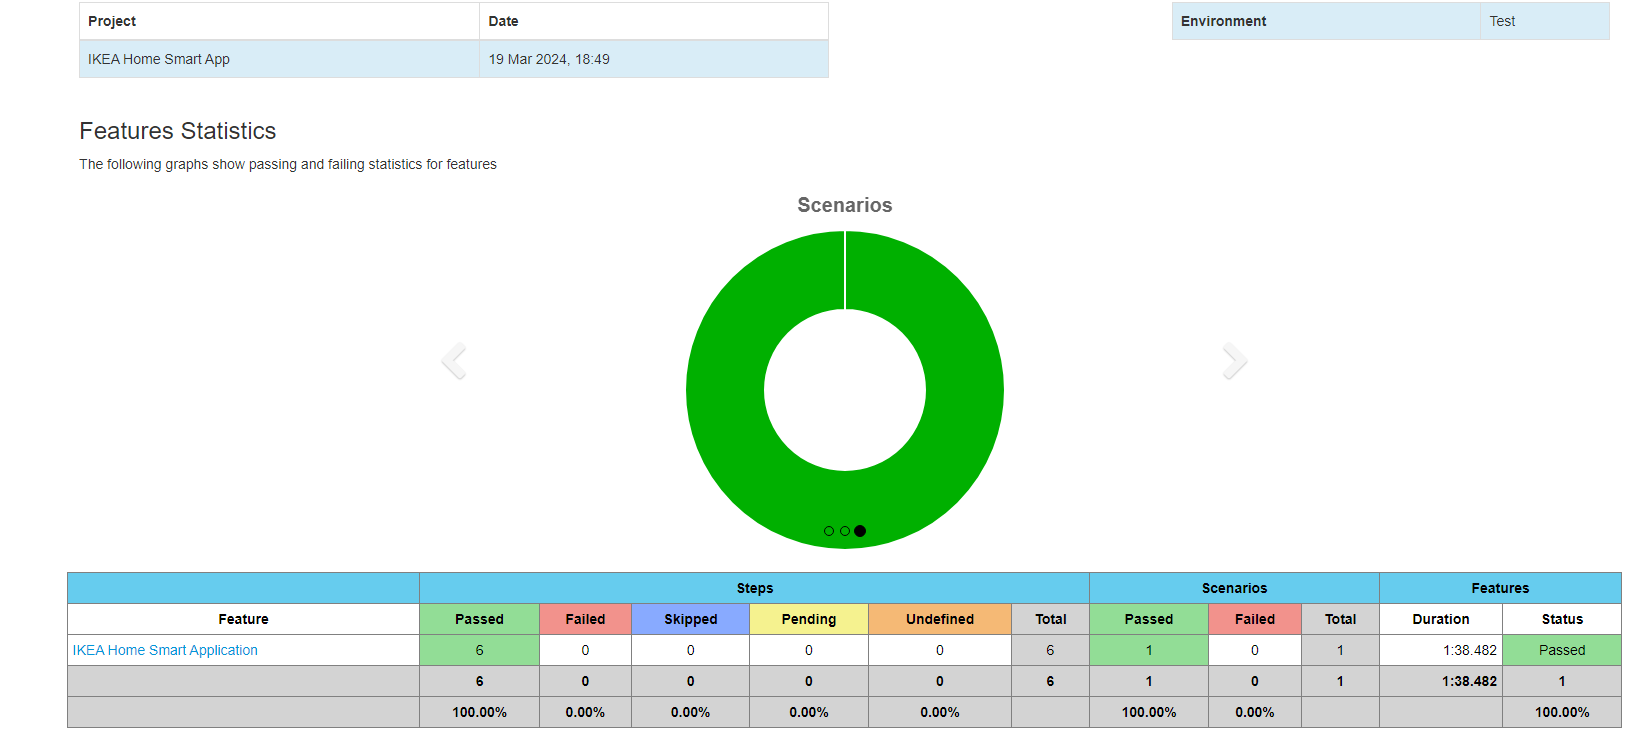 Project Date
IKEA Home Smart App 19 Mar 2024, 18:49
Environment Test
Features Statistics
The following graphs show passing and failing statistics for features
Scenarios
Steps Scenarios Features
Feature Passed Failed Skipped Pending Undefined Total Passed Failed Total Duration Status
IKEA Home Smart Application 6 0 0 0 0 6 1 0 1 1:38.482 Passed
6 0 0 0 0 6 1 0 1 1:38.482 1
100.00% 0.00% 0.00% 0.00% 0.00% 100.00% 0.00% 100.00%